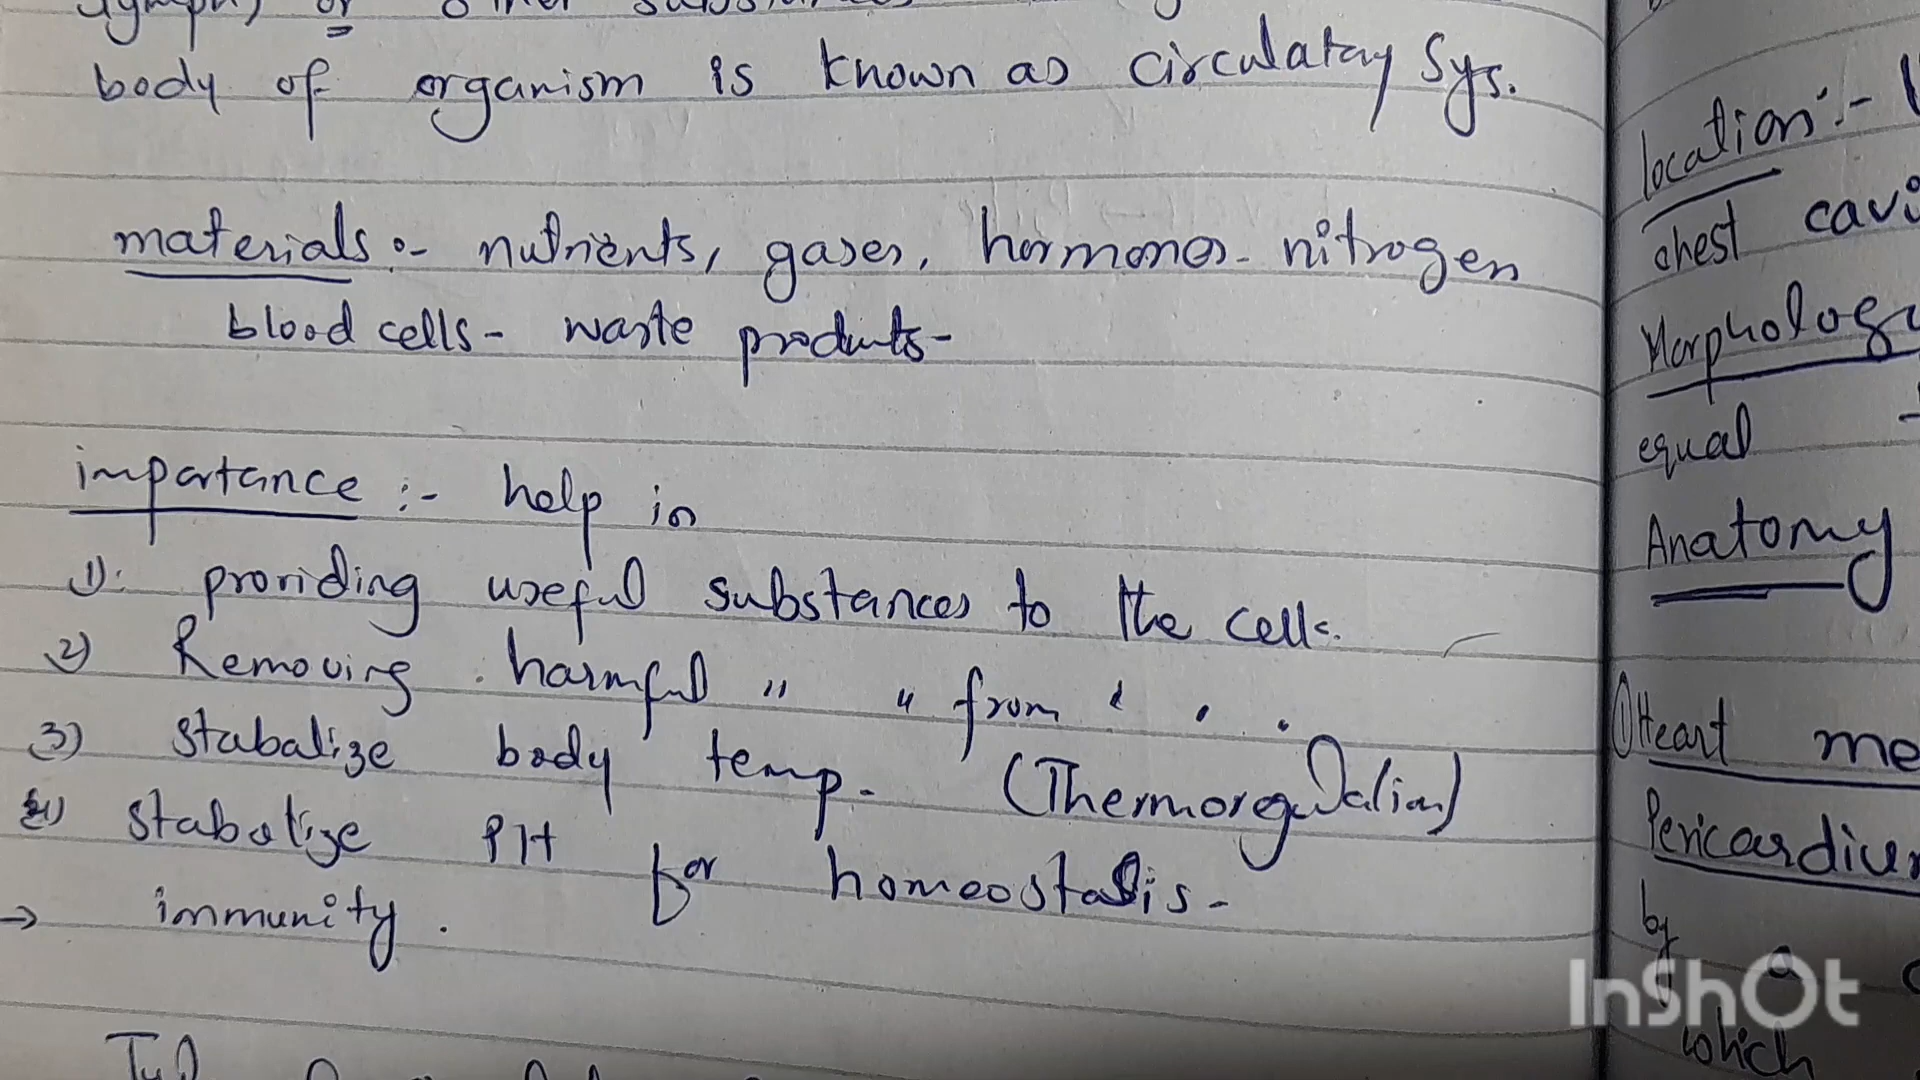 body of organism is known as circulatory Sys.
materials :- nutrients, gases, hormones - nitrogen
blood cells - waste products -
importance :- help in
1): providing useful substances to the cells.
2) Removing harmful " " from " . .
3) stabalize body temp. (Thermoregulation)
4) stabalize PH for homeostasis -
→ immunity .
location :-
chest cavi
Morphology
equal
Anatomy
① Heart me
Pericardium
by a
which
InShOt